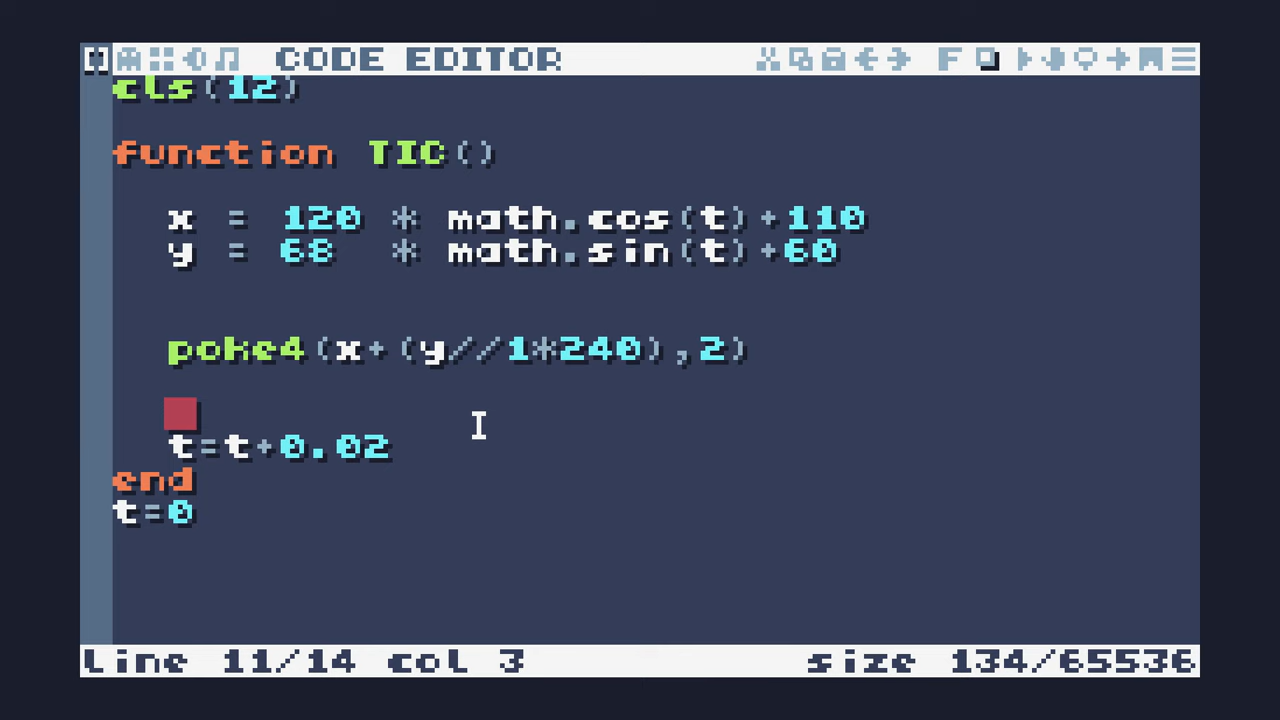 CODE EDITOR F
cls(12)
function TIC()
x = 120 * math.cos(t)+110
y = 68 * math.sin(t)+60
poke4(x+(y//1*240),2)
t=t+0.02
end
t=0
line 11/14 col 3 size 134/65536